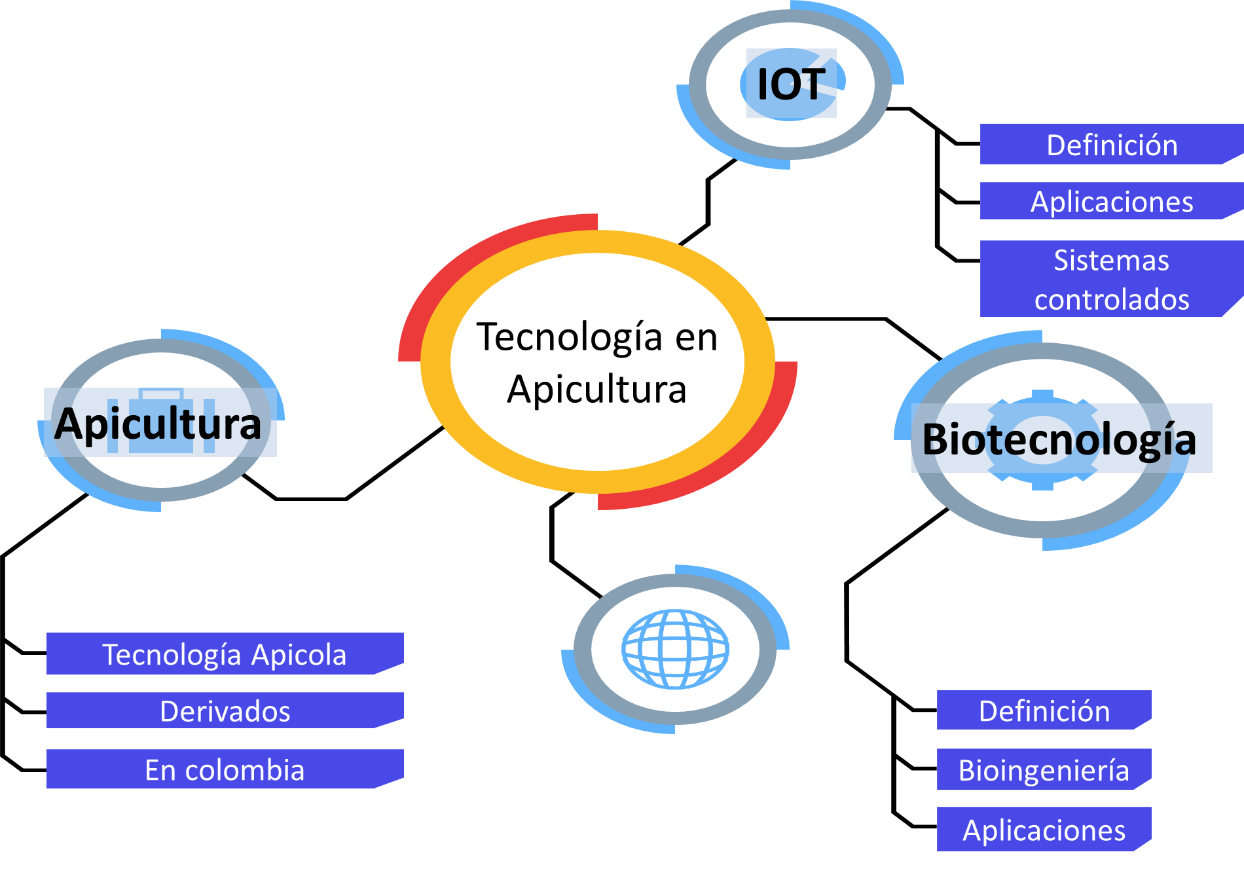 IOT
Definición
Aplicaciones
Sistemas
controlados
Tecnología en
Apicultura
Apicultura
Biotecnología
Tecnología Apicola
Derivados
En colombia
Definición
Bioingeniería
Aplicaciones